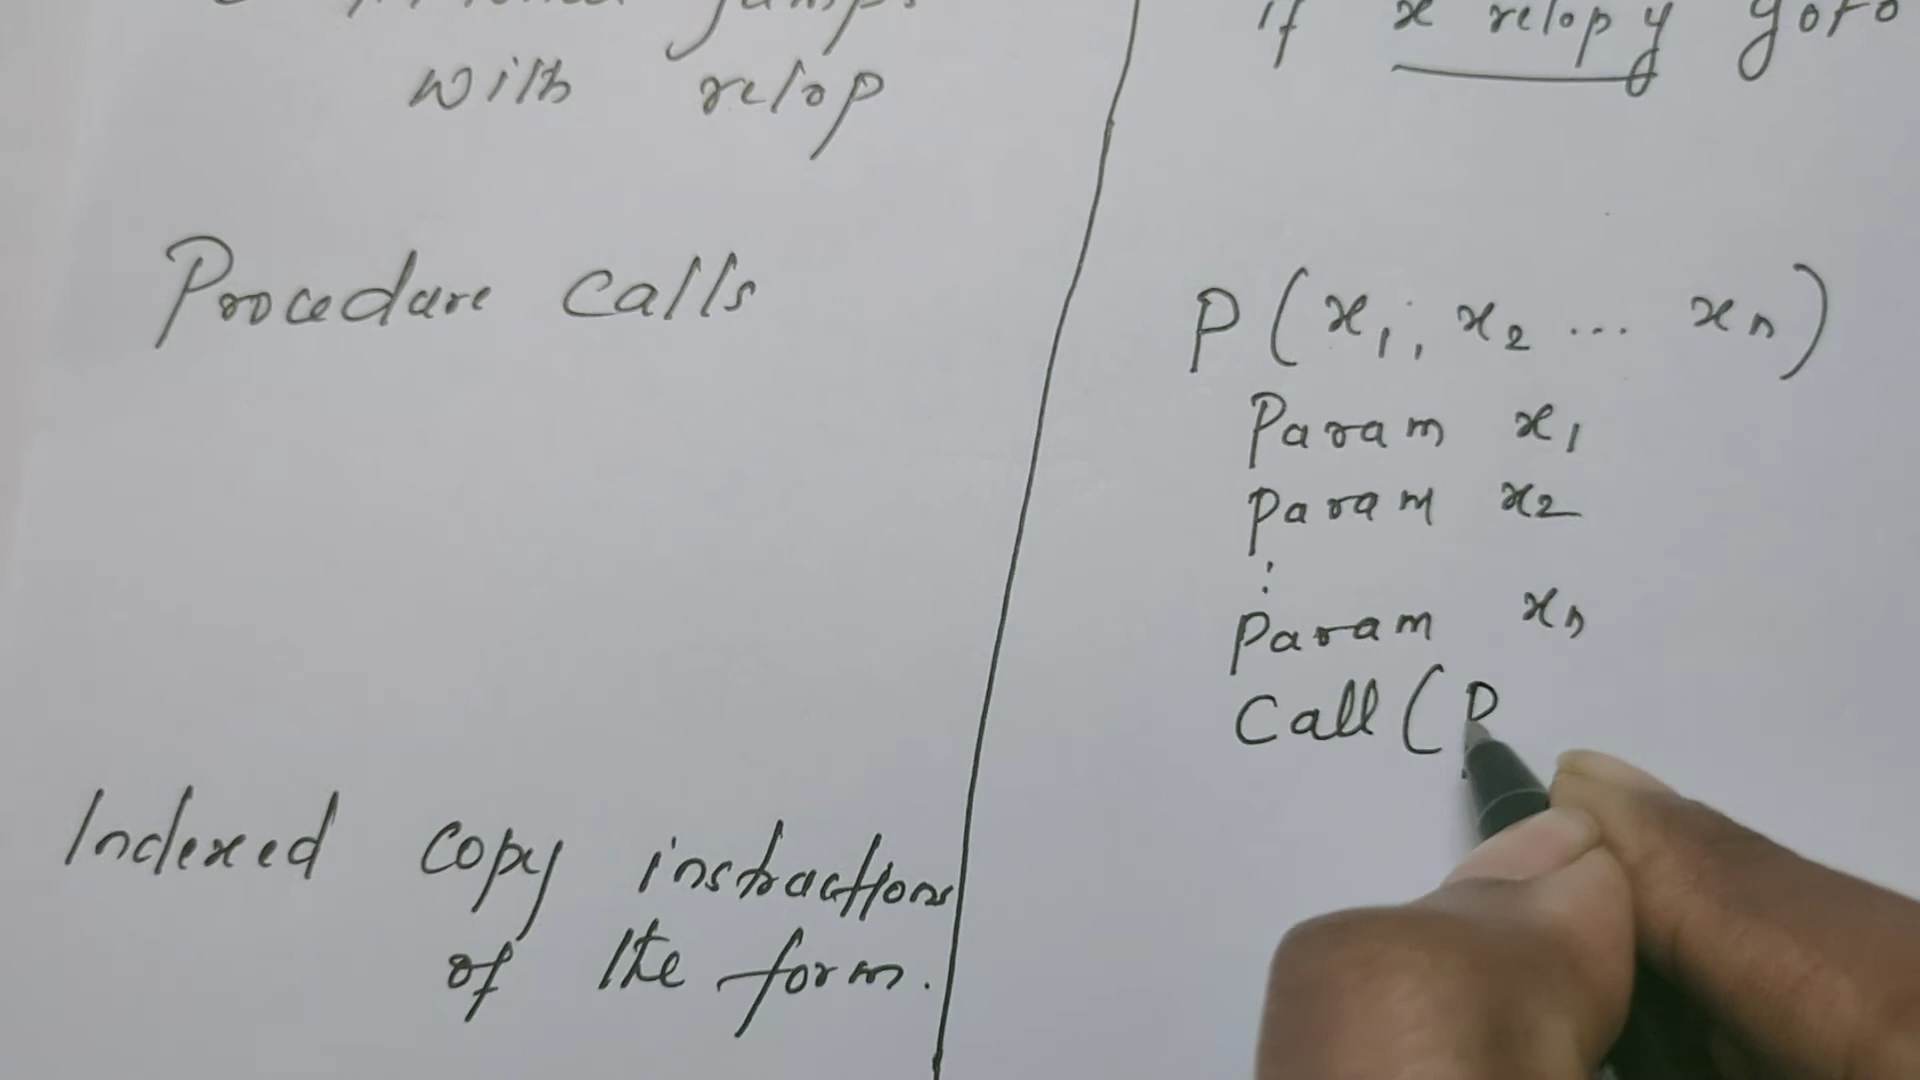 jumps
with relop
if x relop y goto
Procedure calls
P(x1, x2 ... xn)
Param x1
Param x2
:
Param xn
Call (P
Indexed copy instructions
of the form.